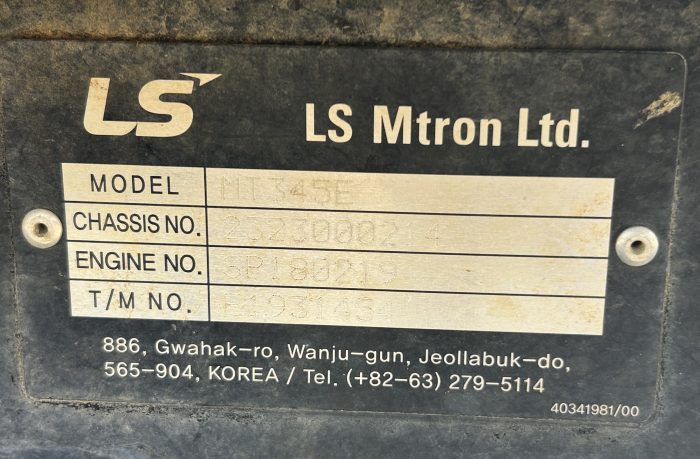 LS
LS Mtron Ltd.
MODEL MT345E
CHASSIS NO.
ENGINE NO.
T/M NO.
886, Gwahak-ro, Wanju-gun, Jeollabuk-do,
565-904, KOREA / Tel. (+82-63) 279-5114
40341981/00